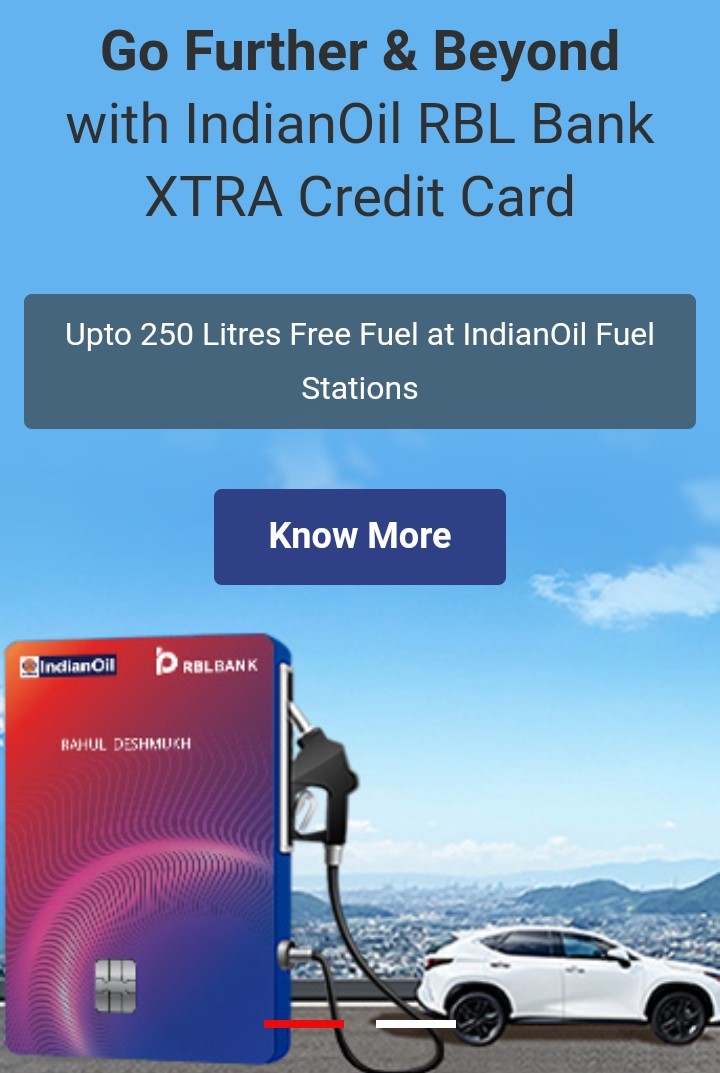 Go Further & Beyond
with IndianOil RBL Bank
XTRA Credit Card
Upto 250 Litres Free Fuel at IndianOil Fuel
Stations
Know More
IndianOil RBLBANK
RAHUL DESHMUKH